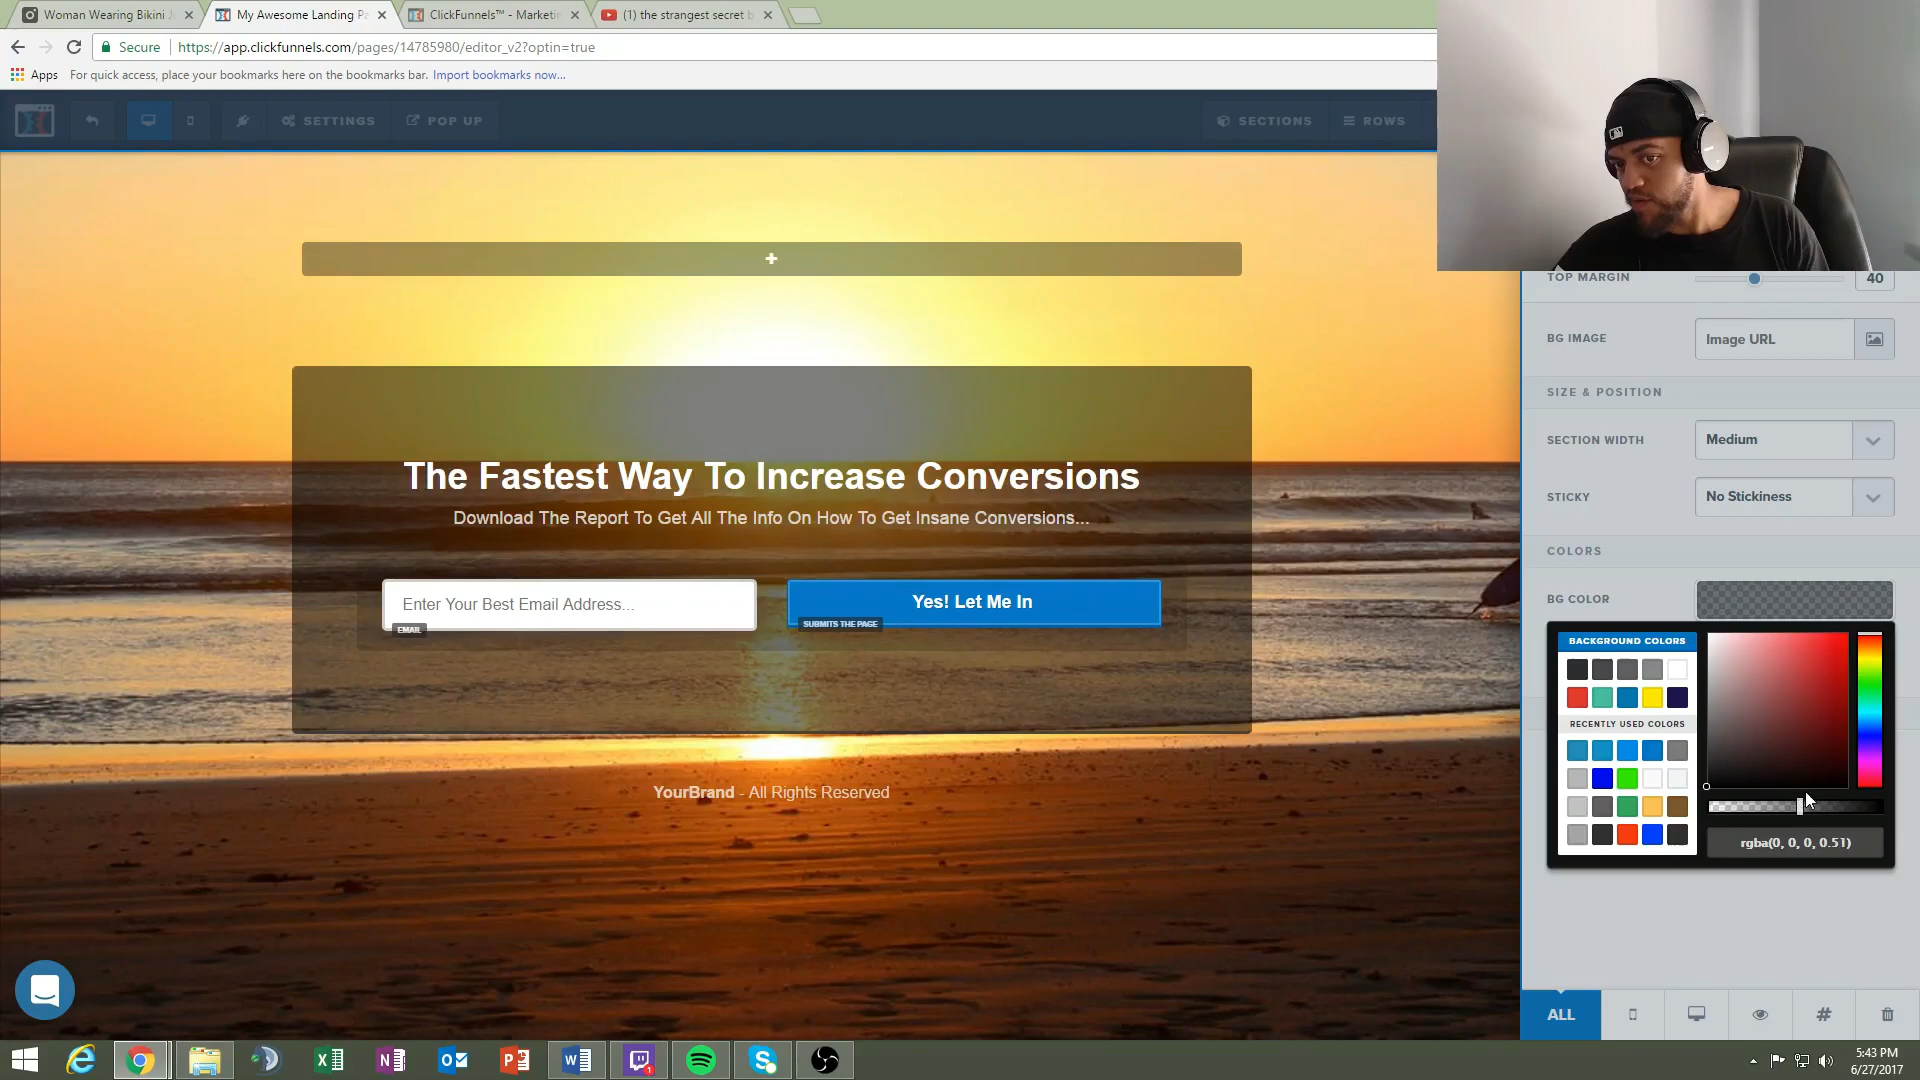 Woman Wearing Bikini J
My Awesome Landing Pa
ClickFunnels™ - Marketin
(1) the strangest secret b
Secure
https://app.clickfunnels.com/pages/14785980/editor_v2?optin=true
Apps
For quick access, place your bookmarks here on the bookmarks bar.
Import bookmarks now...
SETTINGS
POP UP
SECTIONS
ROWS
TOP MARGIN
40
BG IMAGE
Image URL
SIZE & POSITION
SECTION WIDTH
Medium
STICKY
No Stickiness
COLORS
BG COLOR
BACKGROUND COLORS
RECENTLY USED COLORS
rgba(0, 0, 0, 0.51)
The Fastest Way To Increase Conversions
Download The Report To Get All The Info On How To Get Insane Conversions...
Enter Your Best Email Address...
EMAIL
Yes! Let Me In
SUBMITS THE PAGE
YourBrand - All Rights Reserved
ALL
5:43 PM
6/27/2017